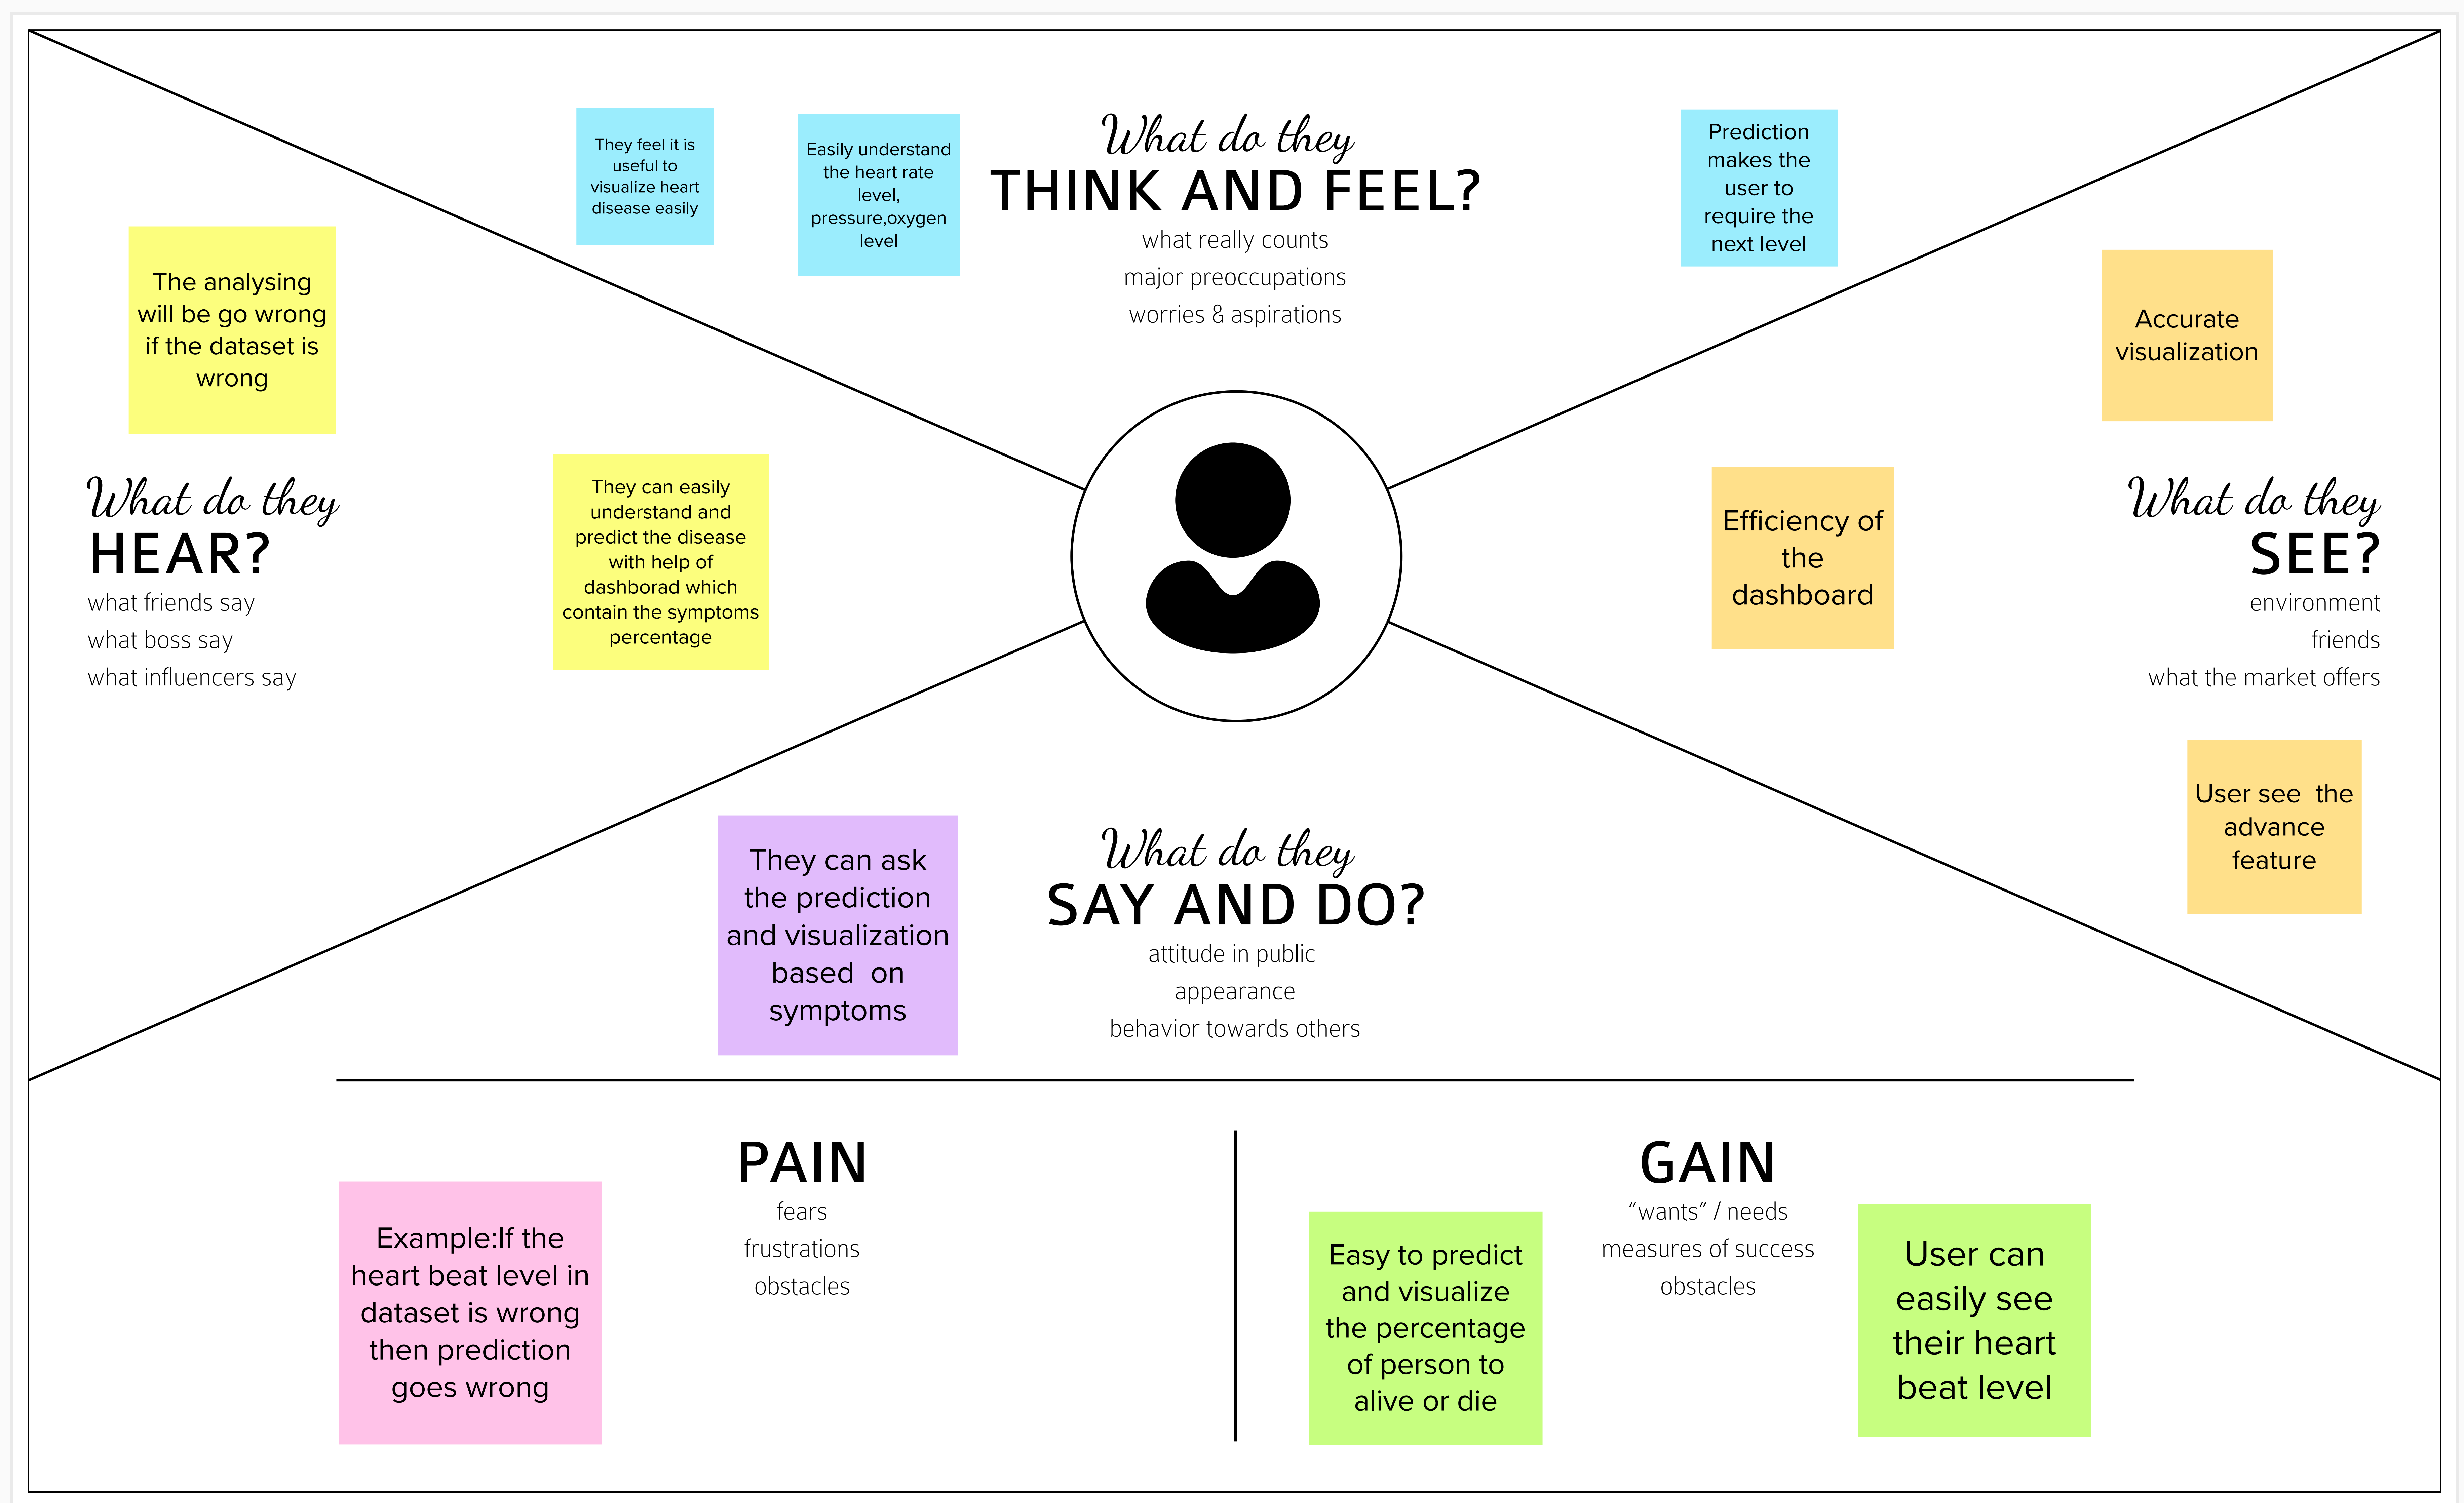 They feel it is
useful to
visualize heart
disease easily
Easily understand
the heart rate
level,
pressure,oxygen
level
What do they
THINK AND FEEL?
what really counts
major preoccupations
worries & aspirations
Prediction
makes the
user to
require the
next level
The analysing
will be go wrong
if the dataset is
wrong
What do they
HEAR?
what friends say
what boss say
what influencers say
They can easily
understand and
predict the disease
with help of
dashborad which
contain the symptoms
percentage
Accurate
visualization
Efficiency of
the
dashboard
What do they
SEE?
environment
friends
what the market offers
User see  the
advance
feature
They can ask
the prediction
and visualization
based  on
symptoms
What do they
SAY AND DO?
attitude in public
appearance
behavior towards others
PAIN
fears
frustrations
obstacles
Example:If the
heart beat level in
dataset is wrong
then prediction
goes wrong
GAIN
“wants” / needs
measures of success
obstacles
Easy to predict
and visualize
the percentage
of person to
alive or die
User can
easily see
their heart
beat level